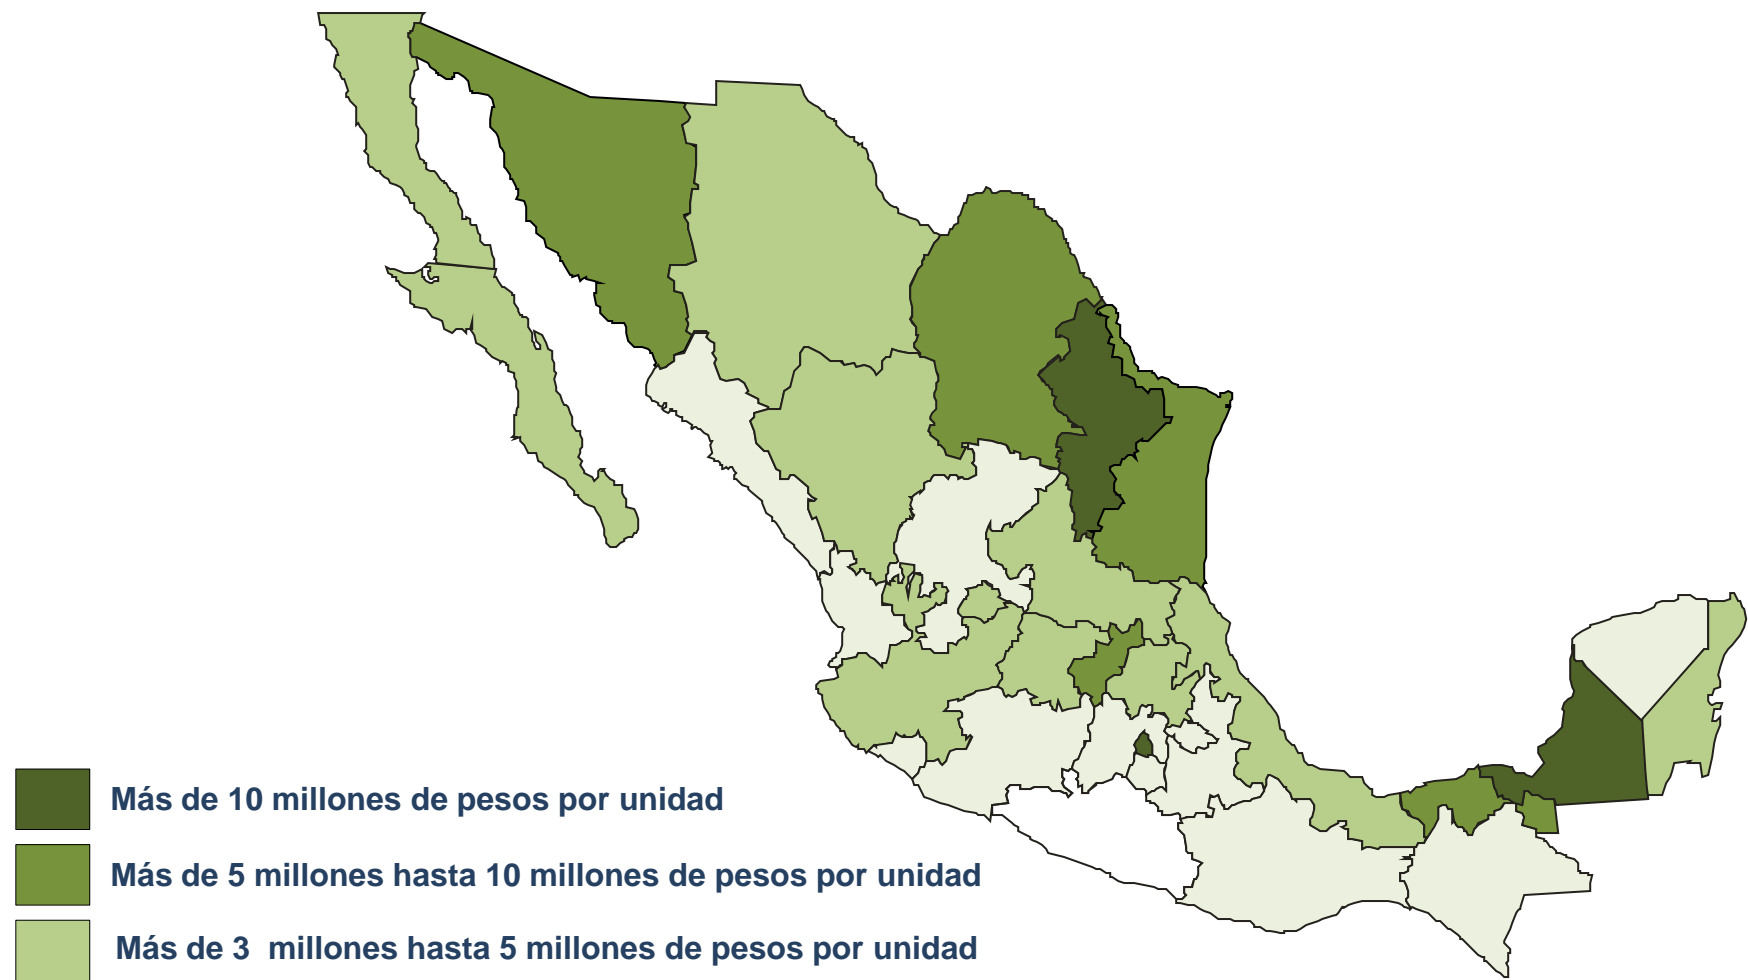 Más de 10 millones de pesos por unidad
Más de 5 millones hasta 10 millones de pesos por unidad
Más de 3  millones hasta 5 millones de pesos por unidad